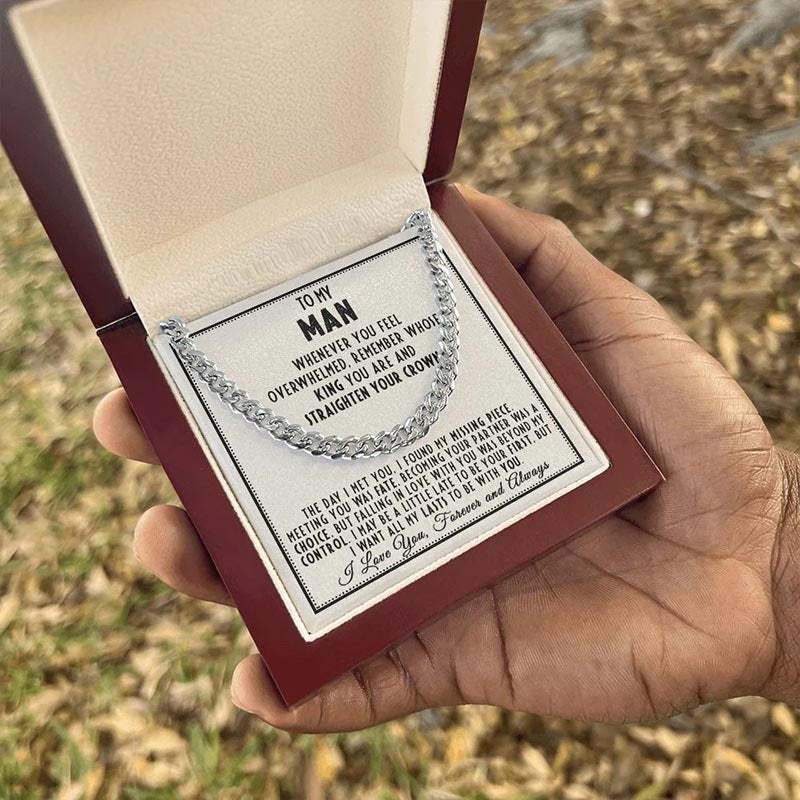 TO MY
MAN
WHENEVER YOU FEEL
OVERWHELMED, REMEMBER WHOSE
KING YOU ARE AND
STRAIGHTEN YOUR CROWN
THE DAY I MET YOU, I FOUND MY MISSING PIECE.
MEETING YOU WAS FATE, BECOMING YOUR PARTNER WAS A
CHOICE, BUT FALLING IN LOVE WITH YOU WAS BEYOND MY
CONTROL. I MAY BE A LITTLE LATE TO BE YOUR FIRST, BUT
I WANT ALL MY LASTS TO BE WITH YOU.
I Love You, Forever and Always